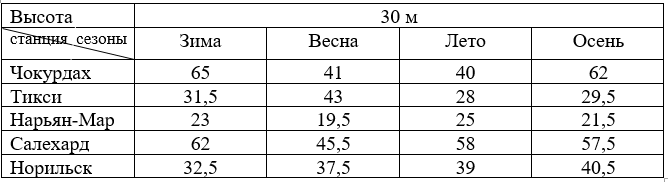 Высота 30 м
станция сезоны Зима Весна Лето Осень
Чокурдах 65 41 40 62
Тикси 31,5 43 28 29,5
Нарьян-Мар 23 19,5 25 21,5
Салехард 62 45,5 58 57,5
Норильск 32,5 37,5 39 40,5